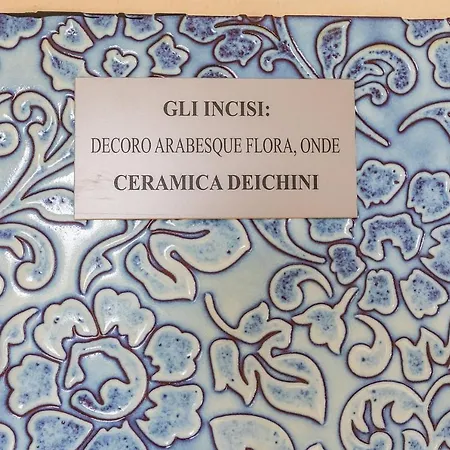 GLI INCISI:
DECORO ARABESQUE FLORA, ONDE
CERAMICA DEICHINI